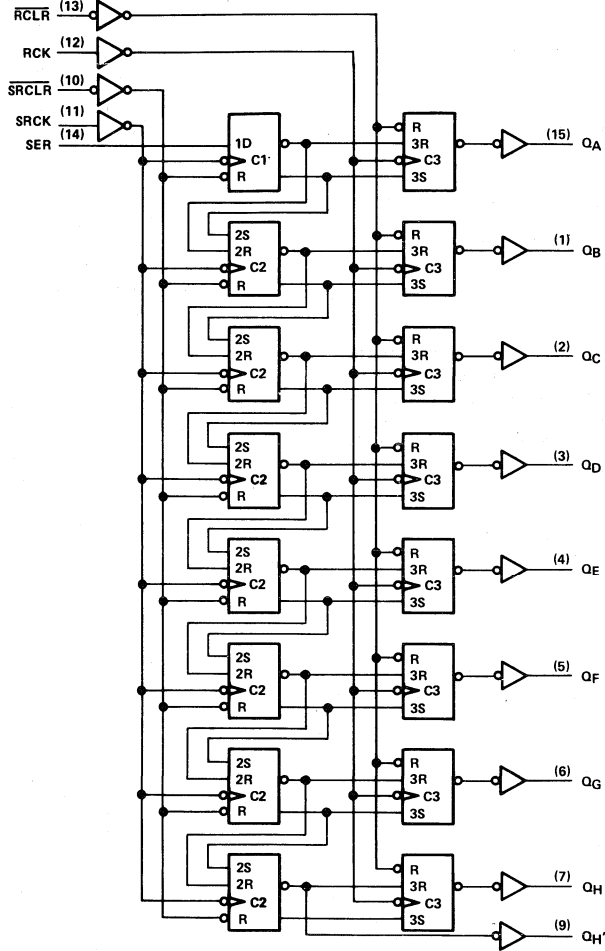 RCLR (13)
RCK (12)
SRCLR (10)
SRCK (11)
SER (14)
1D
C1
R
R
3R
C3
3S
(15) QA
2S
2R
C2
R
R
3R
C3
3S
(1) QB
2S
2R
C2
R
R
3R
C3
3S
(2) QC
2S
2R
C2
R
R
3R
C3
3S
(3) QD
2S
2R
C2
R
R
3R
C3
3S
(4) QE
2S
2R
C2
R
R
3R
C3
3S
(5) QF
2S
2R
C2
R
R
3R
C3
3S
(6) QG
2S
2R
C2
R
R
3R
C3
3S
(7) QH
(9) QH'